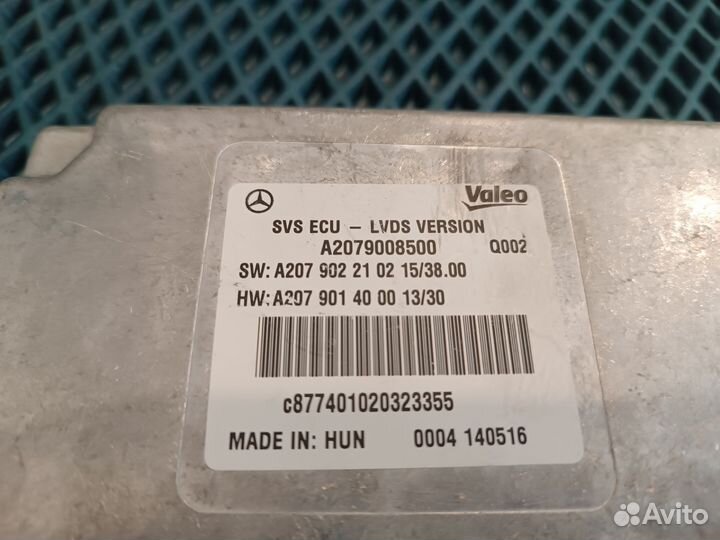 Valeo
SVS ECU – LVDS VERSION
A2079008500 Q002
SW: A207 902 21 02 15/38.00
HW: A207 901 40 00 13/30
c877401020323355
MADE IN: HUN 0004 140516
Avito